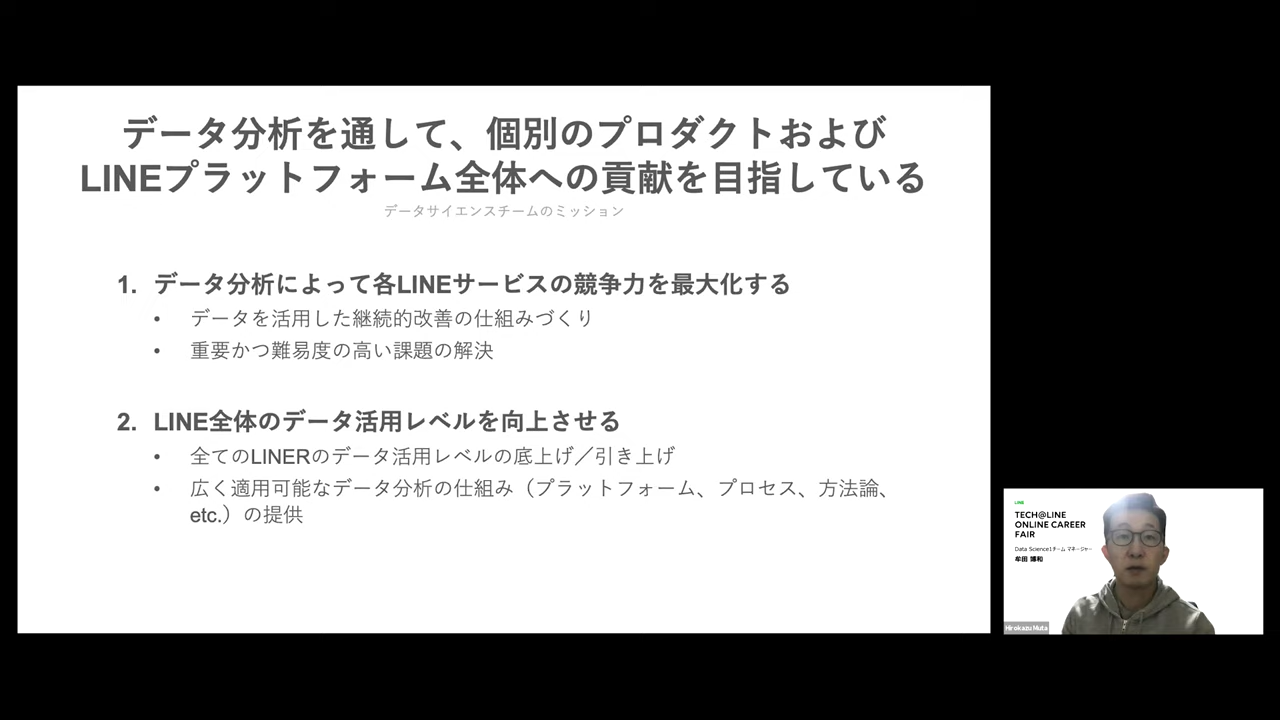 データ分析を通して、個別のプロダクトおよび
LINEプラットフォーム全体への貢献を目指している
データサイエンスチームのミッション
1. データ分析によって各LINEサービスの競争力を最大化する
• データを活用した継続的改善の仕組みづくり
• 重要かつ難易度の高い課題の解決
2. LINE全体のデータ活用レベルを向上させる
• 全てのLINERのデータ活用レベルの底上げ／引き上げ
• 広く適用可能なデータ分析の仕組み（プラットフォーム、プロセス、方法論、
etc.）の提供
LINE
TECH@LINE
ONLINE CAREER
FAIR
Data Science1チーム マネージャー
牟田 博和
Hirokazu Muta